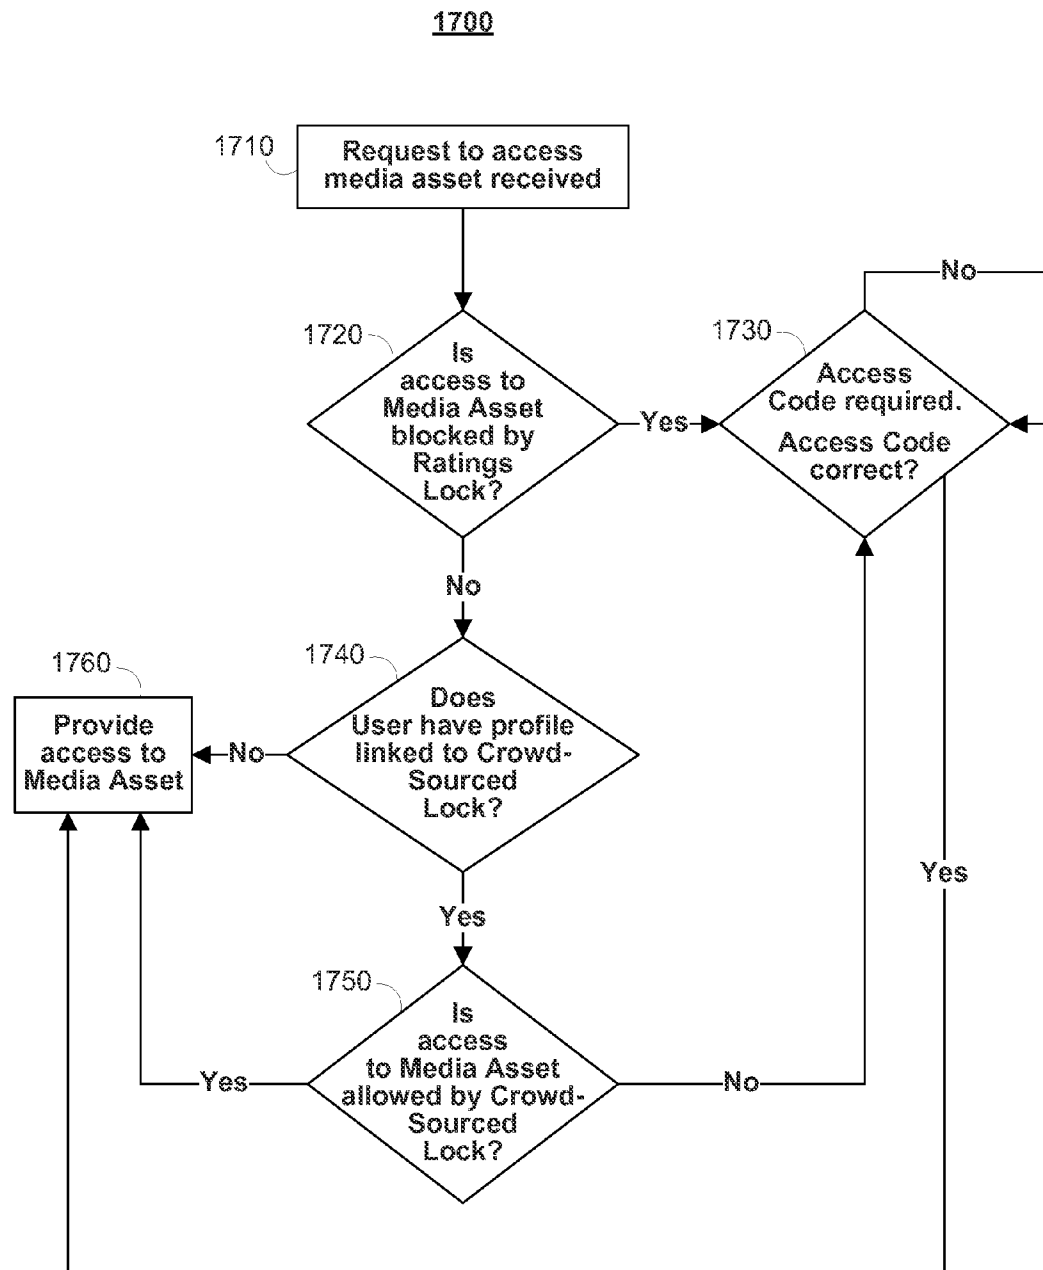 1700
1710
Request to access
media asset received
No
1720
Is
access to
Media Asset
blocked by
Ratings
Lock?
Yes
1730
Access
Code required.
Access Code
correct?
No
1740
Does
User have profile
linked to Crowd-
Sourced
Lock?
No
1760
Provide
access to
Media Asset
Yes
Yes
1750
Is
access
to Media Asset
allowed by Crowd-
Sourced
Lock?
Yes
No